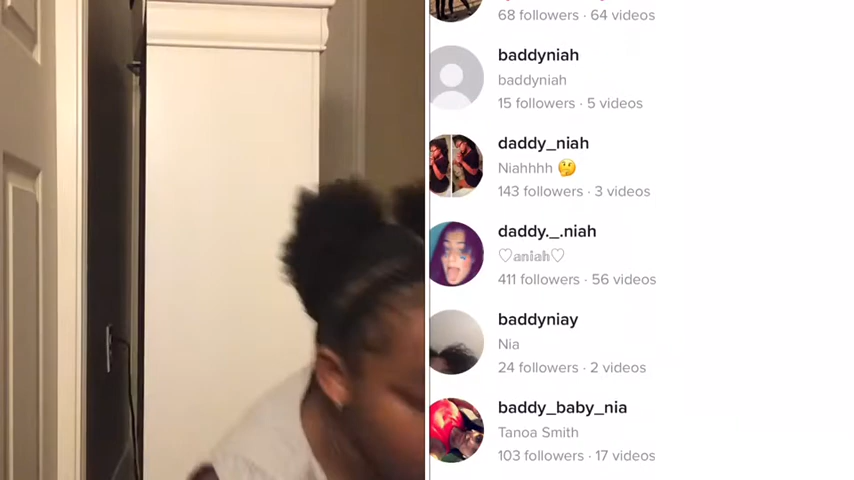 68 followers · 64 videos
baddyniah
baddyniah
15 followers · 5 videos
daddy_niah
Niahhhh 🤔
143 followers · 3 videos
daddy._.niah
♡𝕒𝕟𝕚𝕒𝕙♡
411 followers · 56 videos
baddyniay
Nia
24 followers · 2 videos
baddy_baby_nia
Tanoa Smith
103 followers · 17 videos